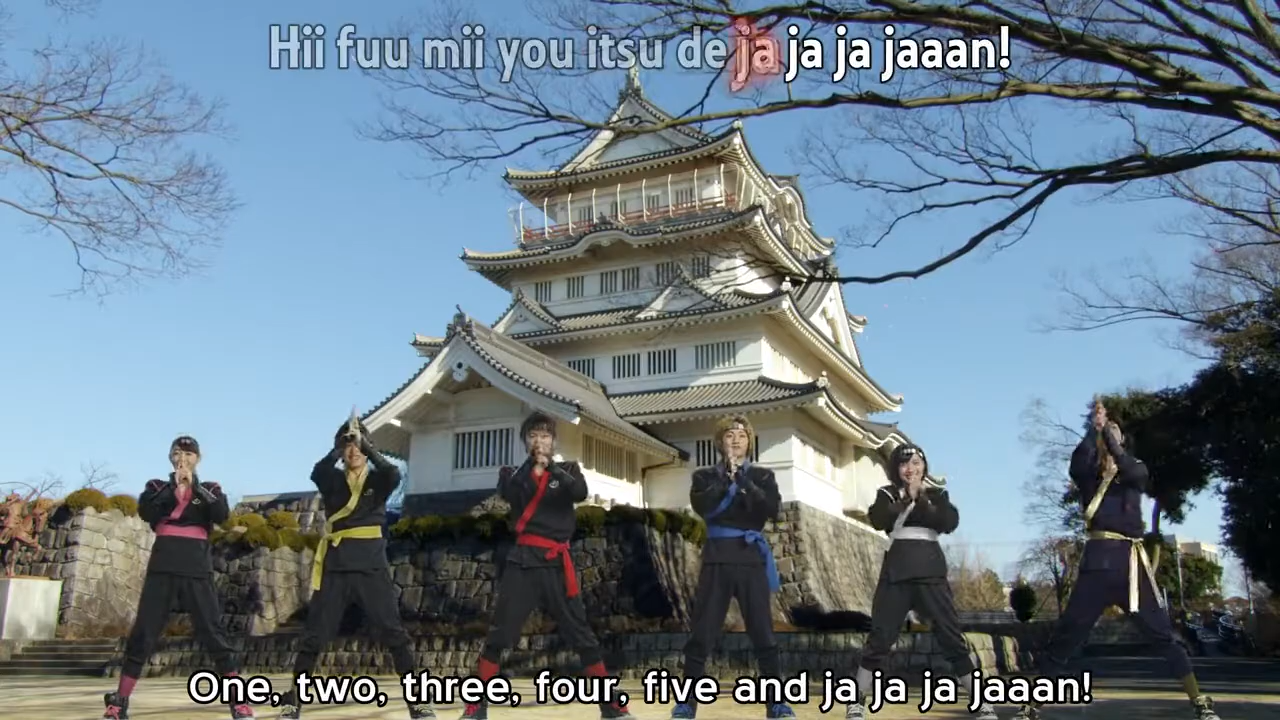 Hii fuu mii you itsu de ja ja ja jaaan!
One, two, three, four, five and ja ja ja jaaan!